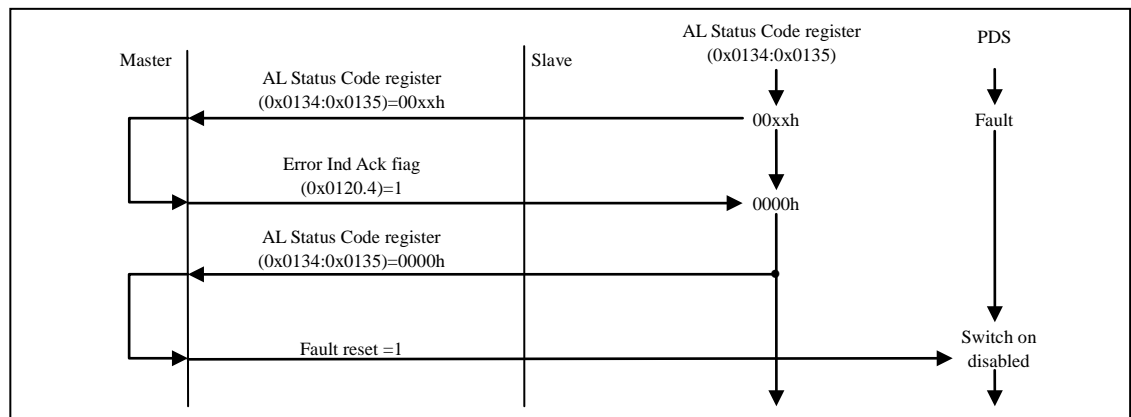 AL Status Code register
(0x0134:0x0135)
PDS
Master
Slave
AL Status Code register
(0x0134:0x0135)=00xxh
00xxh
Fault
Error Ind Ack fiag
(0x0120.4)=1
0000h
AL Status Code register
(0x0134:0x0135)=0000h
Fault reset =1
Switch on
disabled